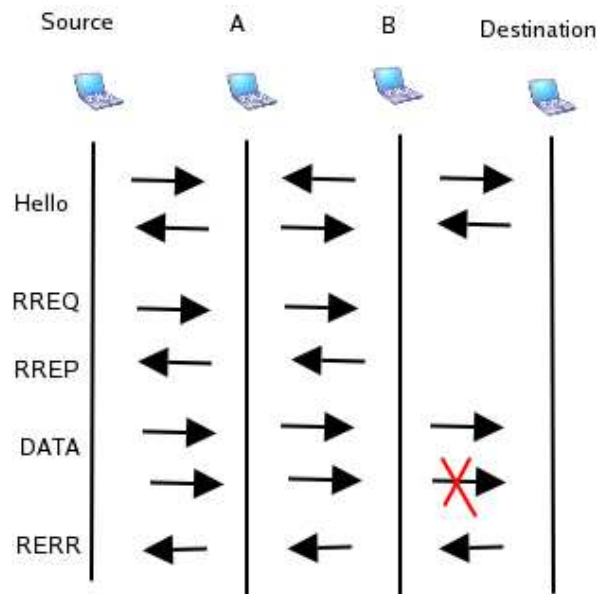 Source A B Destination
Hello
RREQ
RREP
DATA
RERR